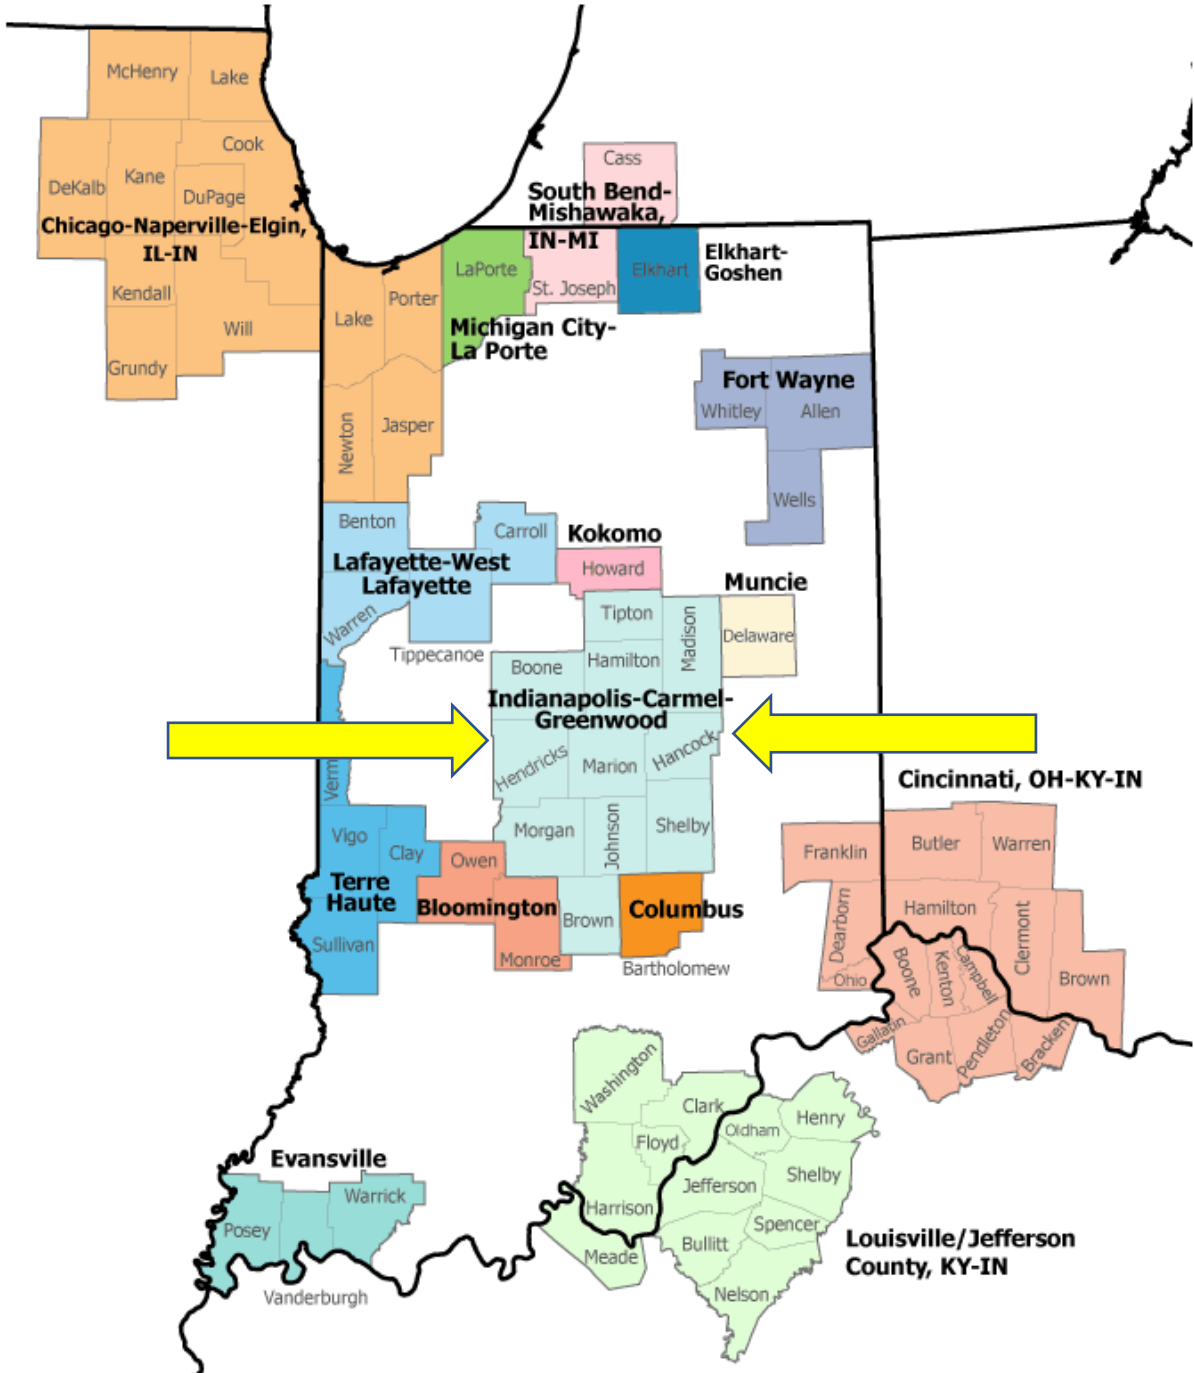 McHenry
Lake
Cook
DeKalb
Kane
DuPage
Chicago-Naperville-Elgin,
IL-IN
Kendall
Will
Grundy
Cass
South Bend-
Mishawaka,
IN-MI
St. Joseph
LaPorte
Michigan City-
La Porte
Elkhart
Elkhart-
Goshen
Lake
Porter
Newton
Jasper
Fort Wayne
Whitley
Allen
Wells
Benton
Carroll
Lafayette-West
Lafayette
Warren
Tippecanoe
Kokomo
Howard
Muncie
Delaware
Tipton
Madison
Boone
Hamilton
Indianapolis-Carmel-
Greenwood
Hendricks
Marion
Hancock
Morgan
Johnson
Shelby
Brown
Verm
Vigo
Clay
Terre
Haute
Sullivan
Owen
Bloomington
Monroe
Columbus
Bartholomew
Cincinnati, OH-KY-IN
Franklin
Butler
Warren
Dearborn
Hamilton
Clermont
Ohio
Boone
Kenton
Campbell
Brown
Gallatin
Grant
Pendleton
Bracken
Washington
Clark
Floyd
Oldham
Henry
Jefferson
Shelby
Harrison
Spencer
Bullitt
Meade
Nelson
Louisville/Jefferson
County, KY-IN
Evansville
Posey
Warrick
Vanderburgh